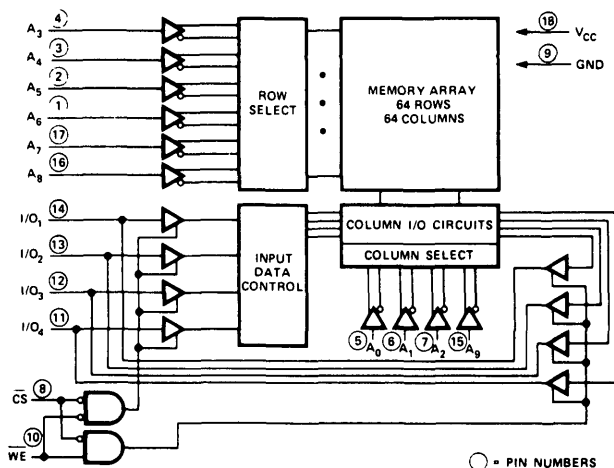 A3 4
A4 3
A5 2
A6 1
A7 17
A8 16
ROW
SELECT
MEMORY ARRAY
64 ROWS
64 COLUMNS
18 VCC
9 GND
I/O1 14
I/O2 13
I/O3 12
I/O4 11
INPUT
DATA
CONTROL
COLUMN I/O CIRCUITS
COLUMN SELECT
5 A0 6 A1 7 A2 15 A9
C̅S̅ 8
W̅E̅ 10
= PIN NUMBERS